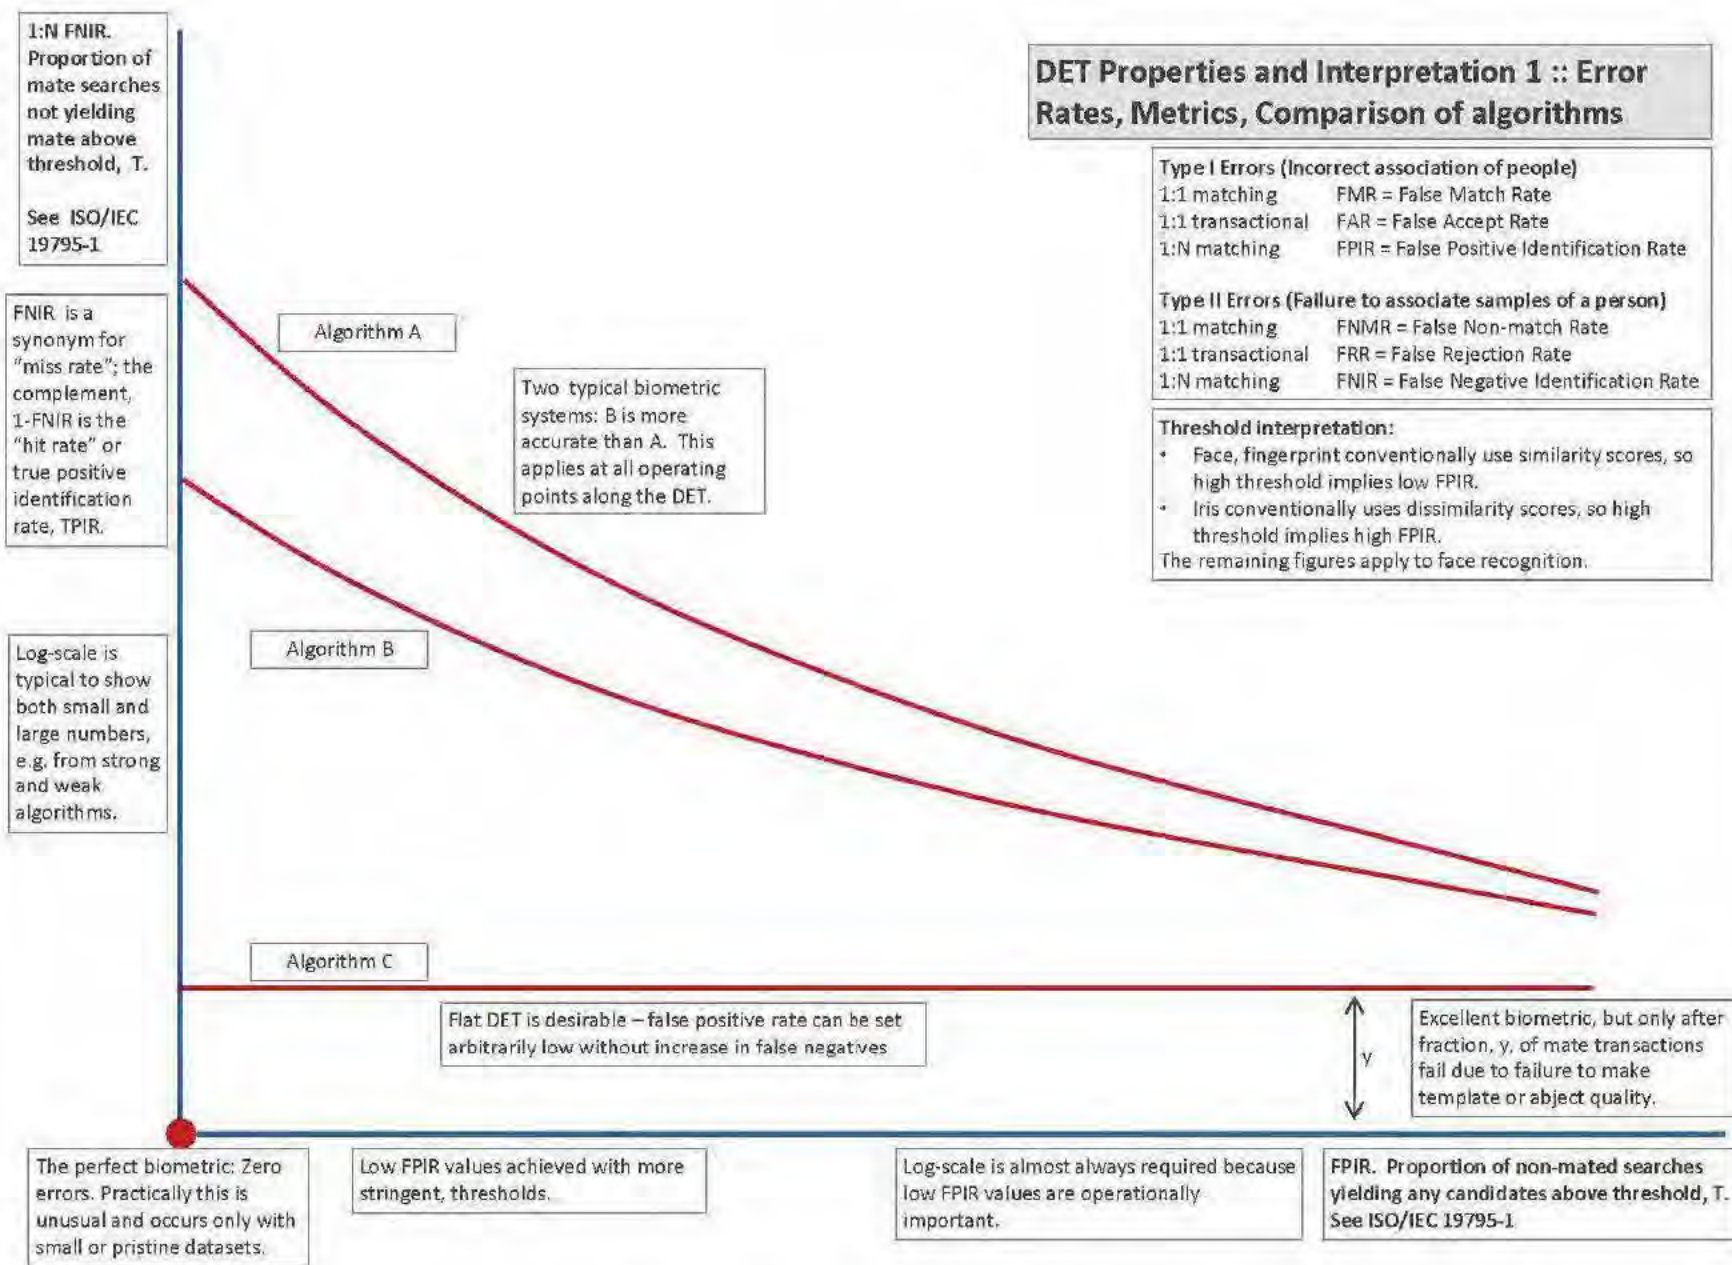 1:N FNIR.
Proportion of
mate searches
not yielding
mate above
threshold, T.
See ISO/IEC
19795-1
DET Properties and Interpretation 1 :: Error
Rates, Metrics, Comparison of algorithms
Type I Errors (Incorrect association of people)
1:1 matching FMR = False Match Rate
1:1 transactional FAR = False Accept Rate
1:N matching FPIR = False Positive Identification Rate
Type II Errors (Failure to associate samples of a person)
1:1 matching FNMR = False Non-match Rate
1:1 transactional FRR = False Rejection Rate
1:N matching FNIR = False Negative Identification Rate
FNIR is a
synonym for
“miss rate”; the
complement,
1-FNIR is the
“hit rate” or
true positive
identification
rate, TPIR.
Algorithm A
Two typical biometric
systems: B is more
accurate than A. This
applies at all operating
points along the DET.
Threshold interpretation:
• Face, fingerprint conventionally use similarity scores, so
high threshold implies low FPIR.
• Iris conventionally uses dissimilarity scores, so high
threshold implies high FPIR.
The remaining figures apply to face recognition.
Log-scale is
typical to show
both small and
large numbers,
e.g. from strong
and weak
algorithms.
Algorithm B
Algorithm C
Flat DET is desirable – false positive rate can be set
arbitrarily low without increase in false negatives
y
Excellent biometric, but only after
fraction, y, of mate transactions
fail due to failure to make
template or abject quality.
The perfect biometric: Zero
errors. Practically this is
unusual and occurs only with
small or pristine datasets.
Low FPIR values achieved with more
stringent, thresholds.
Log-scale is almost always required because
low FPIR values are operationally
important.
FPIR. Proportion of non-mated searches
yielding any candidates above threshold, T.
See ISO/IEC 19795-1